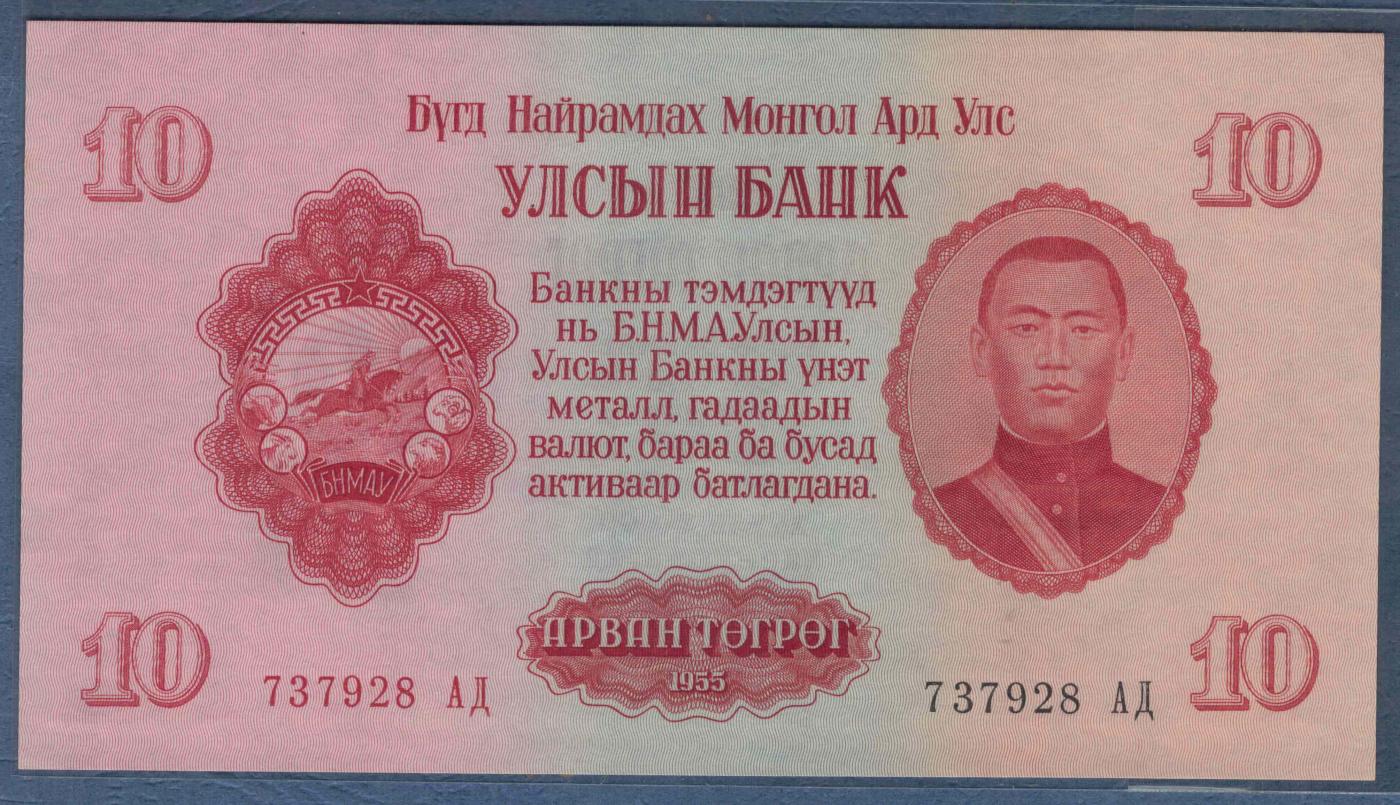 10
Бүгд Найрамдах Монгол Ард Улс
10
УЛСЫН БАНК
Банкны тэмдэгтүүд
нь Б.Н.М.А.Улсын,
Улсын Банкны үнэт
металл, гадаадын
валют, бараа ба бусад
активаар батлагдана.
БНМАУ
АРВАН ТӨГРӨГ
1955
10
737928 АД
737928 АД
10